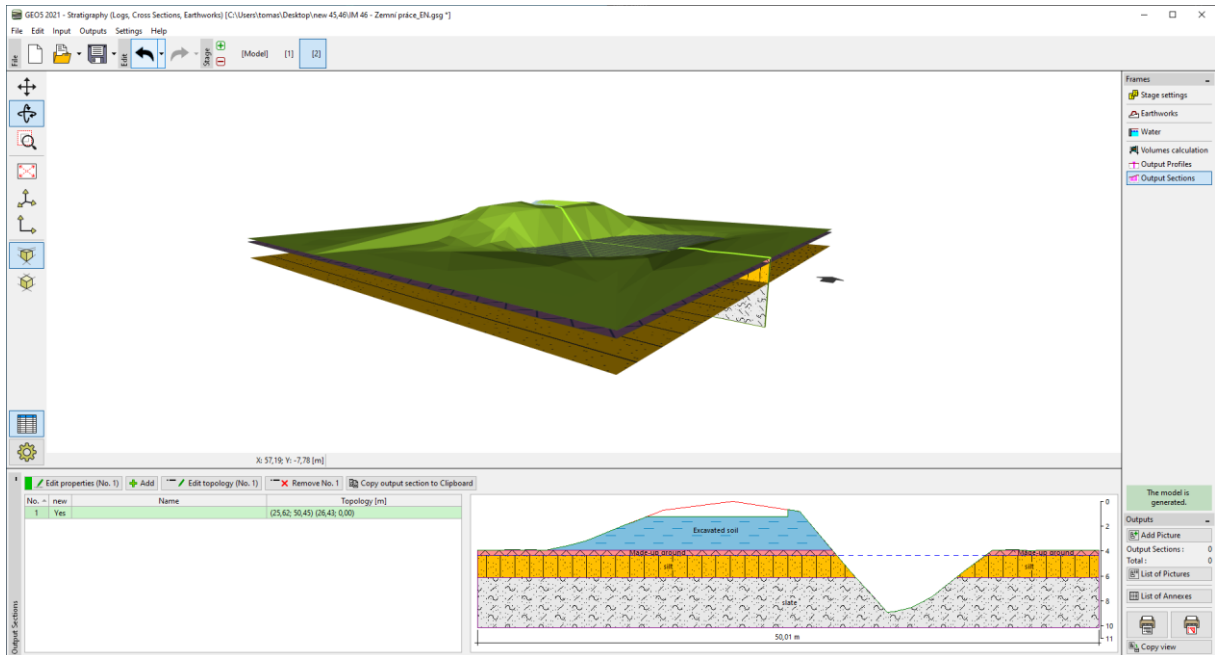 GEO5 2021 - Stratigraphy (Logs, Cross Sections, Earthworks) [C:\Users\tomas\Desktop\new 45,46\IM 46 - Zemní práce_EN.gsg *]
File Edit Input Outputs Settings Help
File
Edit
Stage
[Model] [1] [2]
Frames
Stage settings
Earthworks
Water
Volumes calculation
Output Profiles
Output Sections
X: 57,19; Y: -7,78 [m]
Edit properties (No. 1) Add Edit topology (No. 1) Remove No. 1 Copy output section to Clipboard
No. new Name Topology [m]
1 Yes (25,62; 50,45) (26,43; 0,00)
Output Sections
Excavated soil
Made-up ground
Made-up ground
silt
silt
slate
50,01 m
0
2
4
6
8
10
11
The model is
generated.
Outputs
Add Picture
Output Sections : 0
Total : 0
List of Pictures
List of Annexes
Copy view